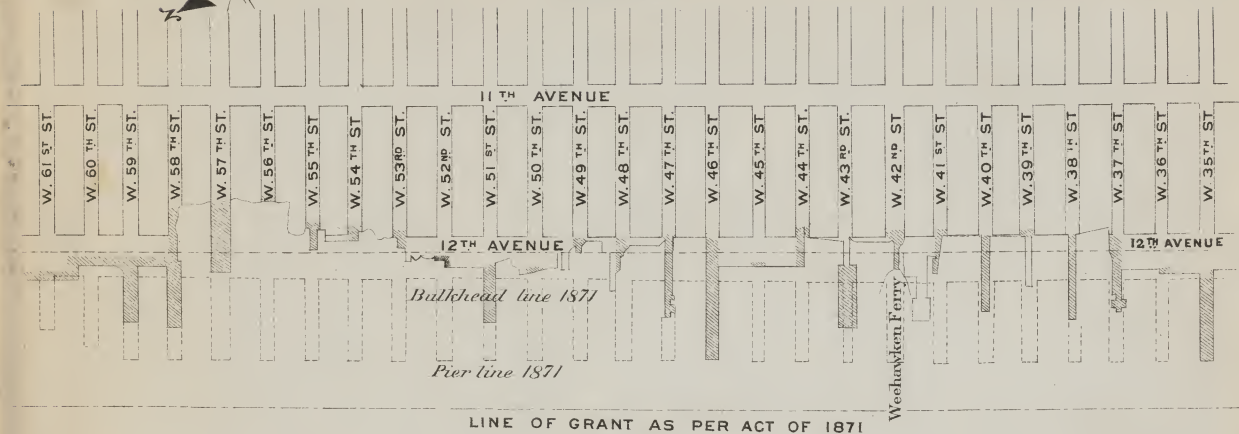 N
11TH AVENUE
W. 61ST ST.
W. 60TH ST.
W. 59TH ST.
W. 58TH ST.
W. 57TH ST.
W. 56TH ST.
W. 55TH ST.
W. 54TH ST.
W. 53RD ST.
W. 52ND ST.
W. 51ST ST.
W. 50TH ST.
W. 49TH ST.
W. 48TH ST.
W. 47TH ST.
W. 46TH ST.
W. 45TH ST.
W. 44TH ST.
W. 43RD ST.
W. 42ND ST
W. 41ST ST.
W. 40TH ST
W. 39TH ST.
W. 38TH ST
W. 37TH ST.
W. 36TH ST.
W. 35TH ST.
12TH AVENUE
12TH AVENUE
Bulkhead line 1871
Weehawken Ferry
Pier line 1871
LINE OF GRANT AS PER ACT OF 1871